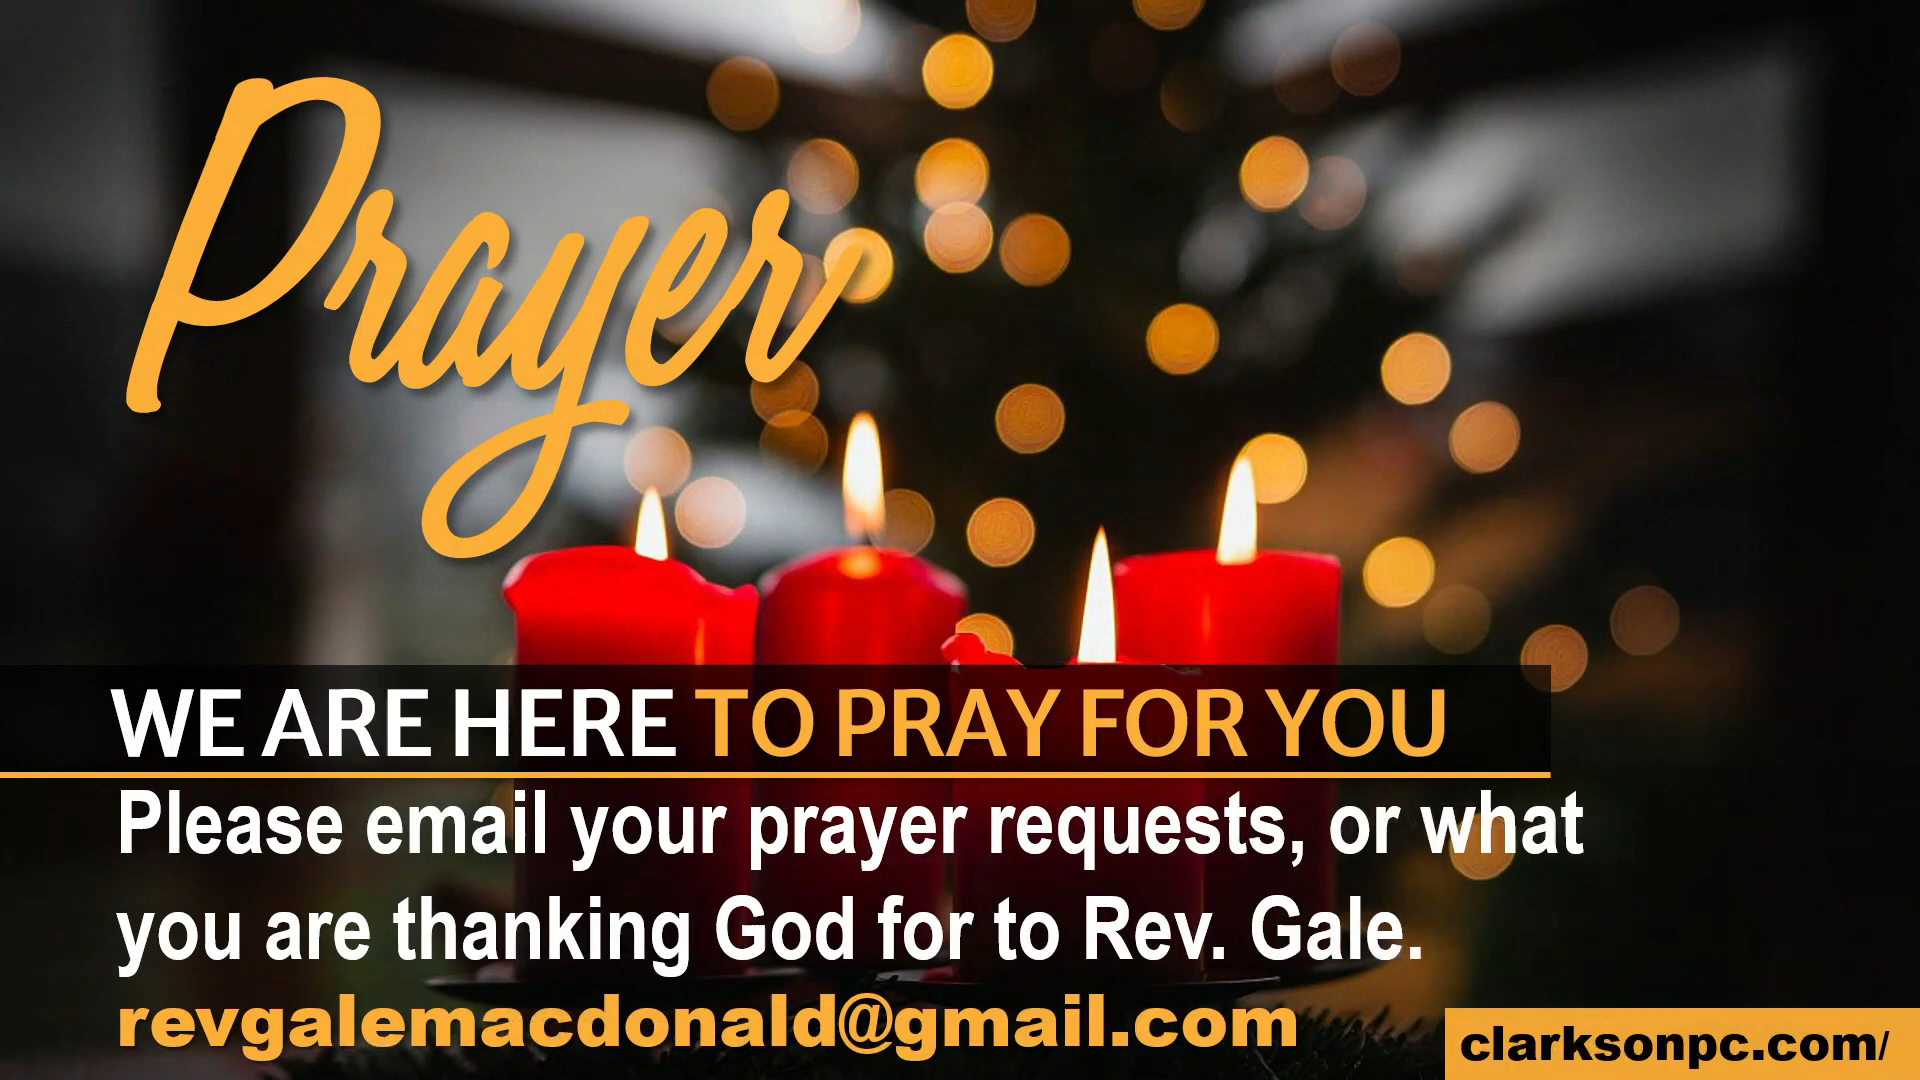 Prayer
WE ARE HERE TO PRAY FOR YOU
Please email your prayer requests, or what
you are thanking God for to Rev. Gale.
revgalemacdonald@gmail.com
clarksonpc.com/